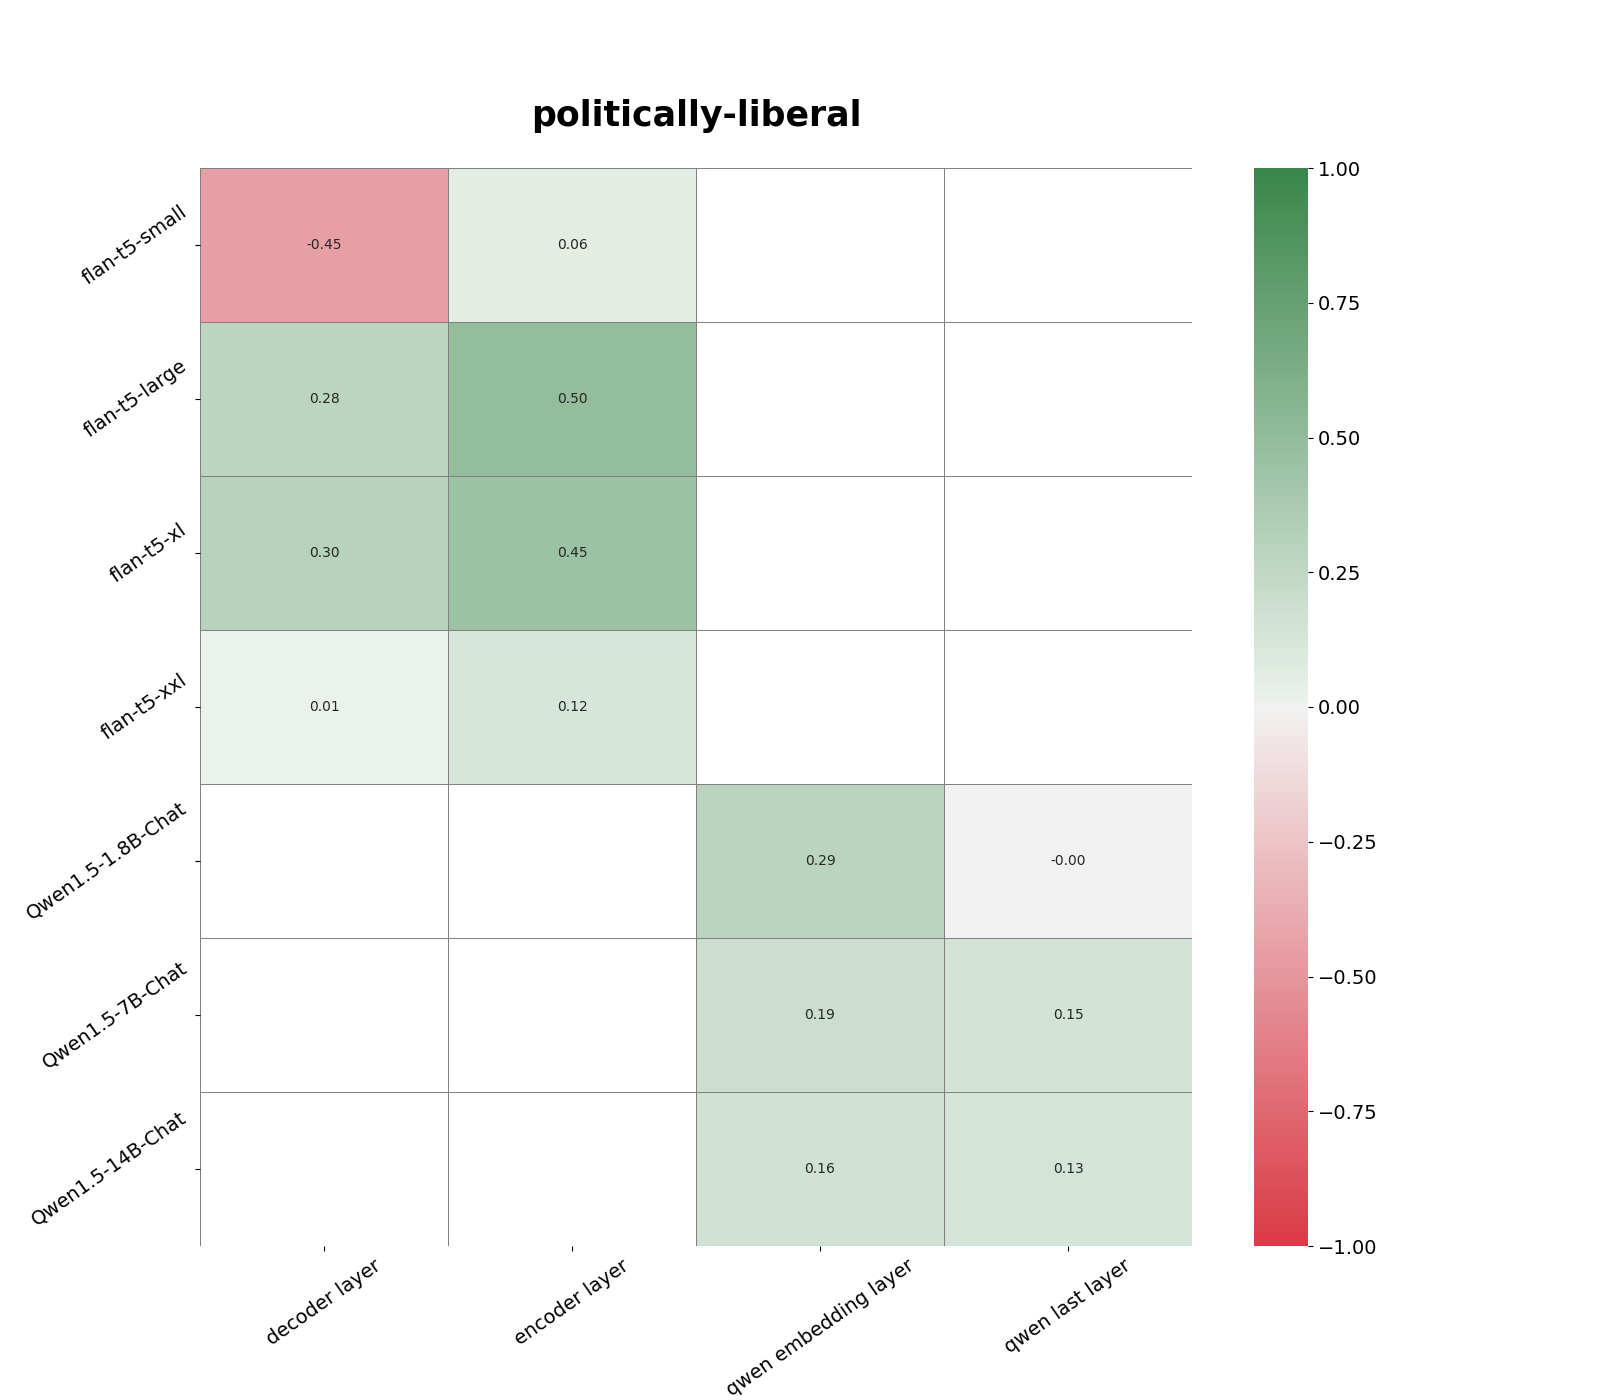 politically-liberal
flan-t5-small
-0.45
0.06
flan-t5-large
0.28
0.50
flan-t5-xl
0.30
0.45
flan-t5-xxl
0.01
0.12
Qwen1.5-1.8B-Chat
0.29
-0.00
Qwen1.5-7B-Chat
0.19
0.15
Qwen1.5-14B-Chat
0.16
0.13
decoder layer
encoder layer
qwen embedding layer
qwen last layer
1.00
0.75
0.50
0.25
0.00
−0.25
−0.50
−0.75
−1.00